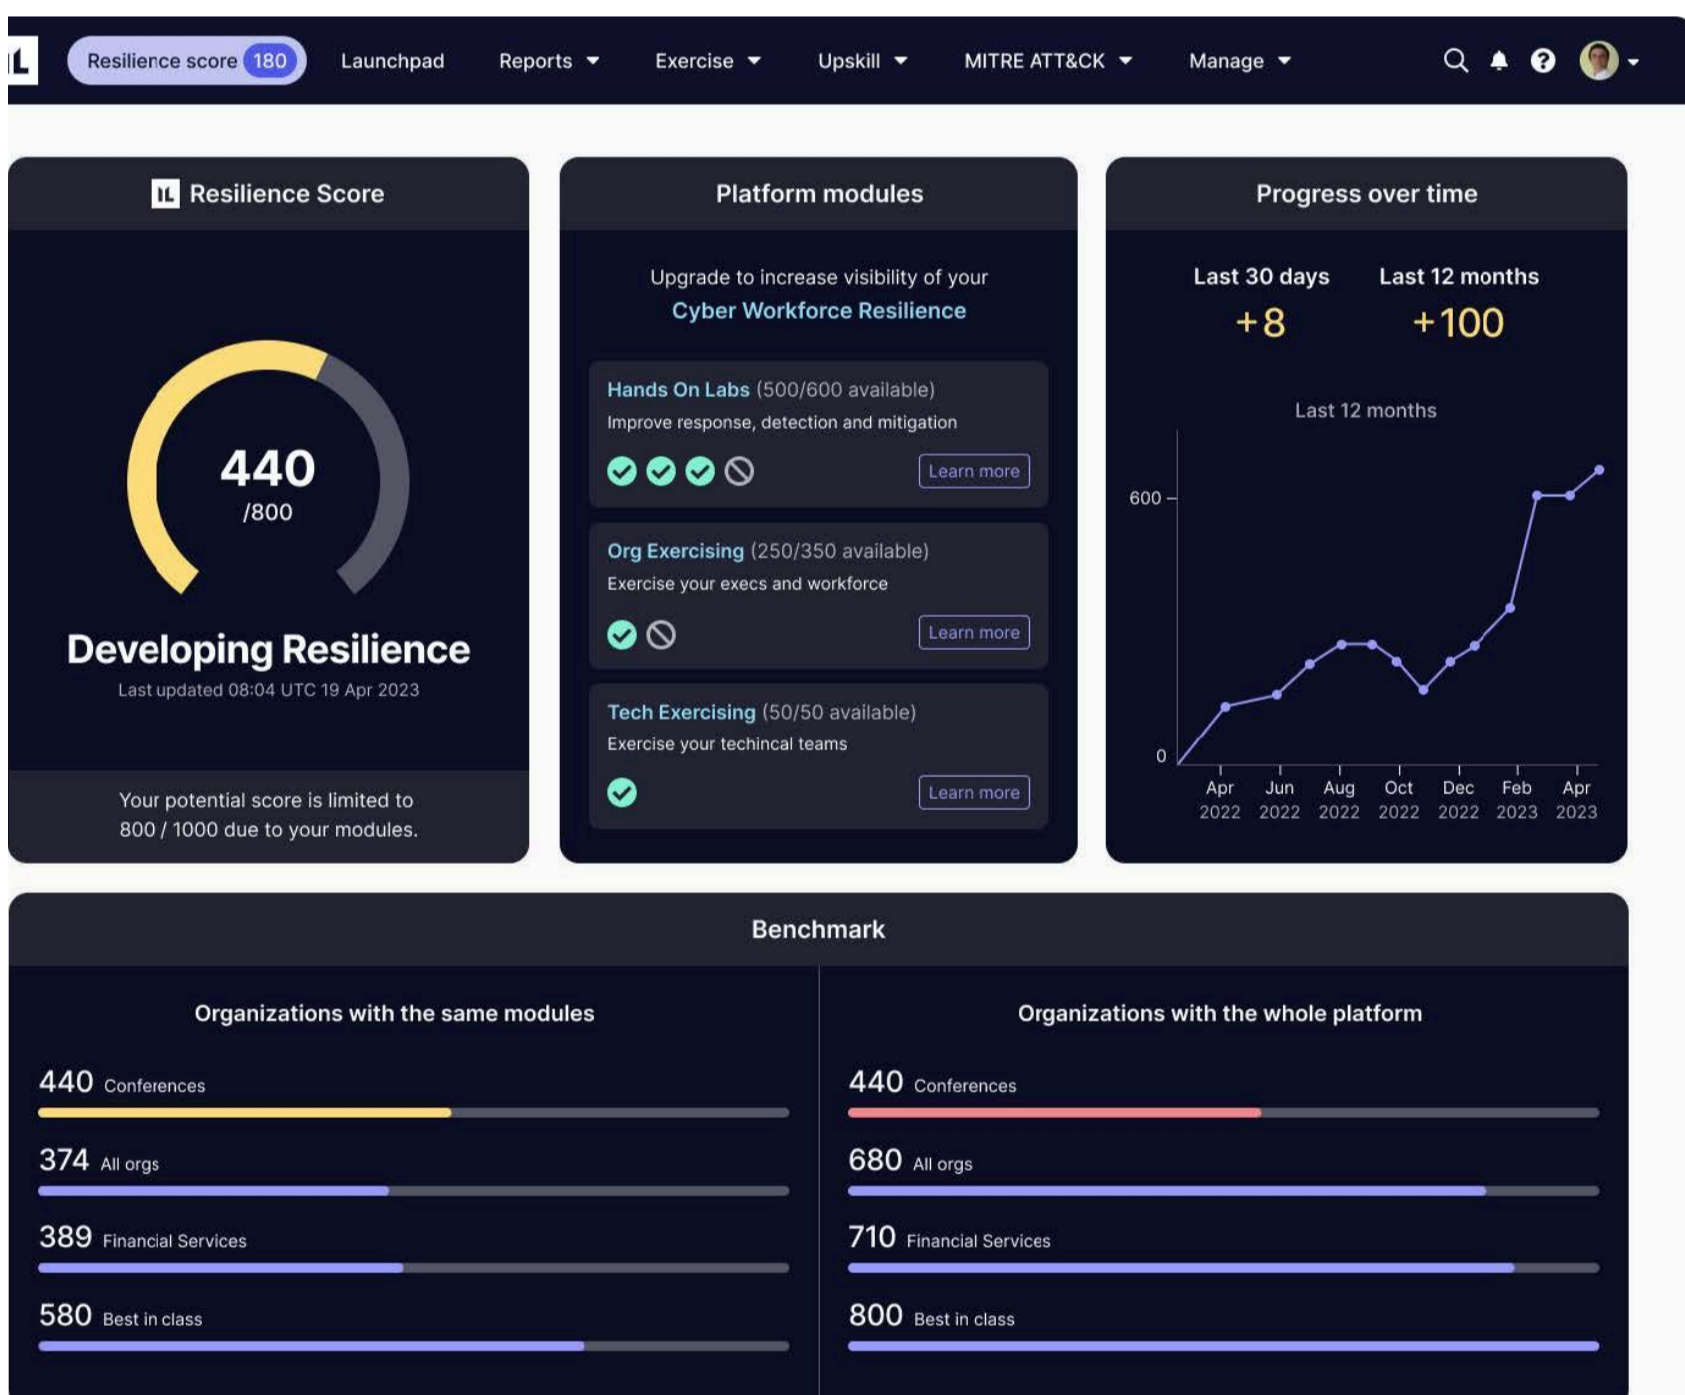 IL Resilience score 180 Launchpad Reports Exercise Upskill MITRE ATT&CK Manage ?
IL Resilience Score
440
/800
Developing Resilience
Last updated 08:04 UTC 19 Apr 2023
Your potential score is limited to
800 / 1000 due to your modules.
Platform modules
Upgrade to increase visibility of your
Cyber Workforce Resilience
Hands On Labs (500/600 available)
Improve response, detection and mitigation
Learn more
Org Exercising (250/350 available)
Exercise your execs and workforce
Learn more
Tech Exercising (50/50 available)
Exercise your techincal teams
Learn more
Progress over time
Last 30 days Last 12 months
+8 +100
Last 12 months
600
0
Apr Jun Aug Oct Dec Feb Apr
2022 2022 2022 2022 2022 2023 2023
Benchmark
Organizations with the same modules
440 Conferences
374 All orgs
389 Financial Services
580 Best in class
Organizations with the whole platform
440 Conferences
680 All orgs
710 Financial Services
800 Best in class